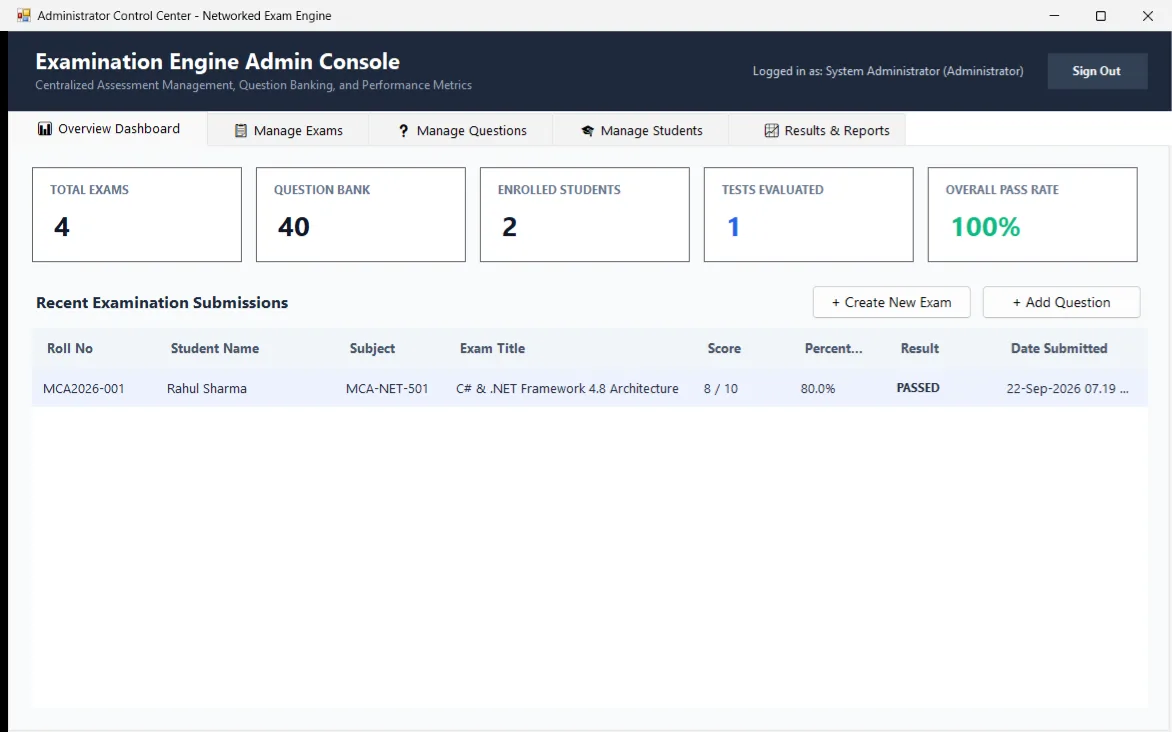 Administrator Control Center - Networked Exam Engine
Examination Engine Admin Console
Centralized Assessment Management, Question Banking, and Performance Metrics
Logged in as: System Administrator (Administrator)
Sign Out
Overview Dashboard
Manage Exams
? Manage Questions
Manage Students
Results & Reports
TOTAL EXAMS
4
QUESTION BANK
40
ENROLLED STUDENTS
2
TESTS EVALUATED
1
OVERALL PASS RATE
100%
Recent Examination Submissions
+ Create New Exam
+ Add Question
Roll No Student Name Subject Exam Title Score Percent... Result Date Submitted
MCA2026-001 Rahul Sharma MCA-NET-501 C# & .NET Framework 4.8 Architecture 8 / 10 80.0% PASSED 22-Sep-2026 07.19 ...